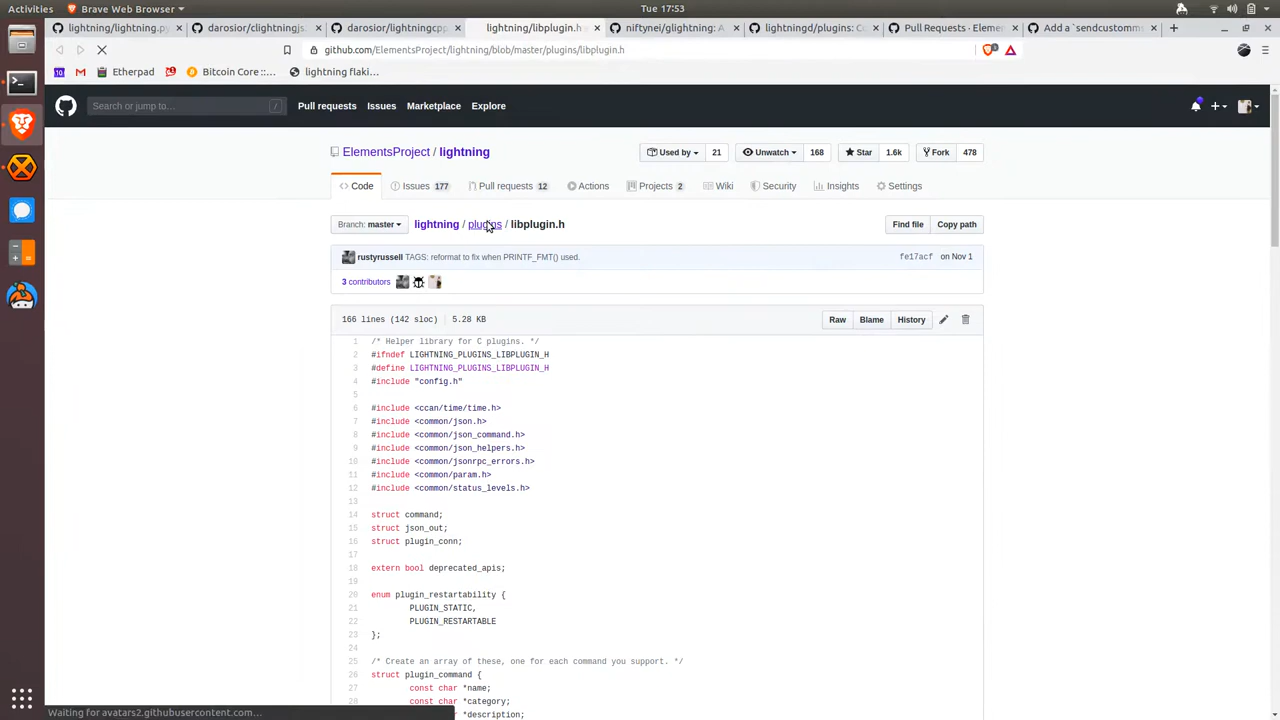 Activities Brave Web Browser Tue 17:53
lightning/lightning.py
darosior/clightningjs
darosior/lightningcpp
lightning/libplugin.h
niftynei/glightning: A
lightningd/plugins: Co
Pull Requests · Eleme
Add a `sendcustomms
github.com/ElementsProject/lightning/blob/master/plugins/libplugin.h
Etherpad Bitcoin Core ::... lightning flaki...
Search or jump to… / Pull requests Issues Marketplace Explore
ElementsProject / lightning Used by 21 Unwatch 168 Star 1.6k Fork 478
Code Issues 177 Pull requests 12 Actions Projects 2 Wiki Security Insights Settings
Branch: master lightning / plugins / libplugin.h Find file Copy path
rustyrussell TAGS: reformat to fix when PRINTF_FMT() used. fe17acf on Nov 1
3 contributors
166 lines (142 sloc) 5.28 KB Raw Blame History
1 /* Helper library for C plugins. */
2 #ifndef LIGHTNING_PLUGINS_LIBPLUGIN_H
3 #define LIGHTNING_PLUGINS_LIBPLUGIN_H
4 #include "config.h"
5
6 #include <ccan/time/time.h>
7 #include <common/json.h>
8 #include <common/json_command.h>
9 #include <common/json_helpers.h>
10 #include <common/jsonrpc_errors.h>
11 #include <common/param.h>
12 #include <common/status_levels.h>
13
14 struct command;
15 struct json_out;
16 struct plugin_conn;
17
18 extern bool deprecated_apis;
19
20 enum plugin_restartability {
21 PLUGIN_STATIC,
22 PLUGIN_RESTARTABLE
23 };
24
25 /* Create an array of these, one for each command you support. */
26 struct plugin_command {
27 const char *name;
28 const char *category;
const char *description;
Waiting for avatars2.githubusercontent.com...